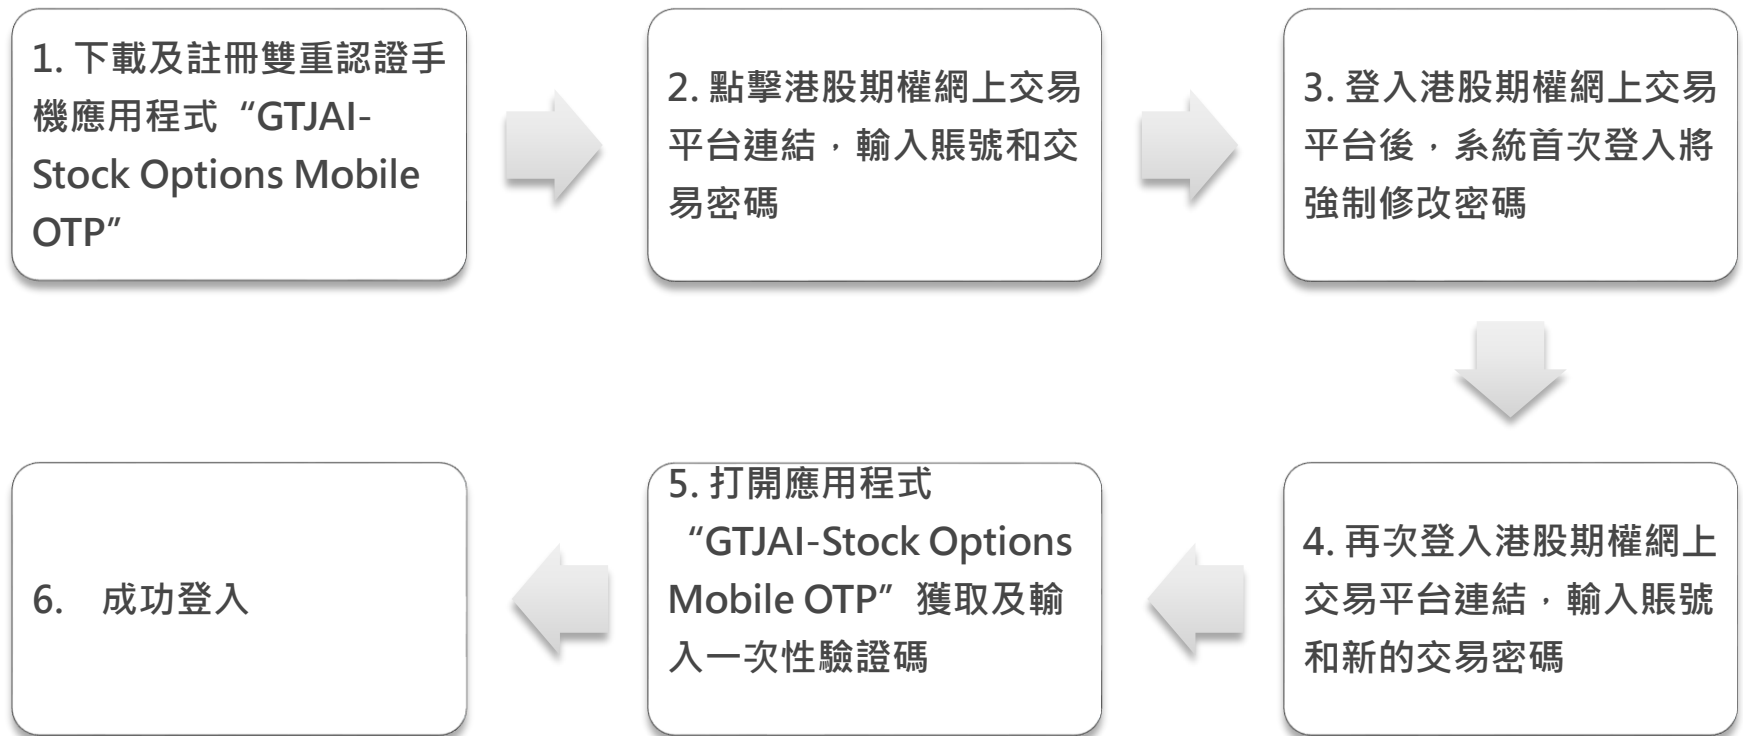 1. 下載及註冊雙重認證手
機應用程式 “GTJAI-
Stock Options Mobile
OTP”
2. 點擊港股期權網上交易
平台連結，輸入賬號和交
易密碼
3. 登入港股期權網上交易
平台後，系統首次登入將
強制修改密碼
4. 再次登入港股期權網上
交易平台連結，輸入賬號
和新的交易密碼
5. 打開應用程式
“GTJAI-Stock Options
Mobile OTP” 獲取及輸
入一次性驗證碼
6. 成功登入